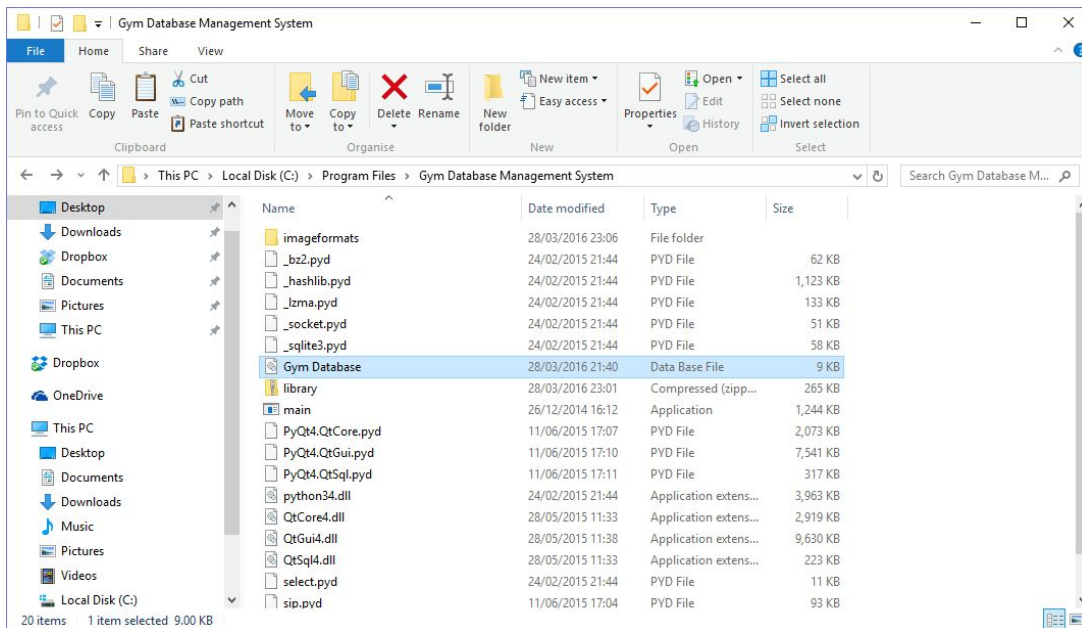 Gym Database Management System
File Home Share View
Pin to Quick access Copy Paste Cut Copy path Paste shortcut
Move to Copy to Delete Rename
New folder New item Easy access
Properties Open Edit History
Select all Select none Invert selection
Clipboard Organise New Open Select
This PC > Local Disk (C:) > Program Files > Gym Database Management System Search Gym Database M...
Desktop
Downloads
Dropbox
Documents
Pictures
This PC
Dropbox
OneDrive
This PC
Desktop
Documents
Downloads
Music
Pictures
Videos
Local Disk (C:)
Name Date modified Type Size
imageformats 28/03/2016 23:06 File folder
_bz2.pyd 24/02/2015 21:44 PYD File 62 KB
_hashlib.pyd 24/02/2015 21:44 PYD File 1,123 KB
_lzma.pyd 24/02/2015 21:44 PYD File 133 KB
_socket.pyd 24/02/2015 21:44 PYD File 51 KB
_sqlite3.pyd 24/02/2015 21:44 PYD File 58 KB
Gym Database 28/03/2016 21:40 Data Base File 9 KB
library 28/03/2016 23:01 Compressed (zipp... 265 KB
main 26/12/2014 16:12 Application 1,244 KB
PyQt4.QtCore.pyd 11/06/2015 17:07 PYD File 2,073 KB
PyQt4.QtGui.pyd 11/06/2015 17:10 PYD File 7,541 KB
PyQt4.QtSql.pyd 11/06/2015 17:11 PYD File 317 KB
python34.dll 24/02/2015 21:44 Application extens... 3,963 KB
QtCore4.dll 28/05/2015 11:33 Application extens... 2,919 KB
QtGui4.dll 28/05/2015 11:38 Application extens... 9,630 KB
QtSql4.dll 28/05/2015 11:33 Application extens... 223 KB
select.pyd 24/02/2015 21:44 PYD File 11 KB
sip.pyd 11/06/2015 17:04 PYD File 93 KB
20 items 1 item selected 9.00 KB